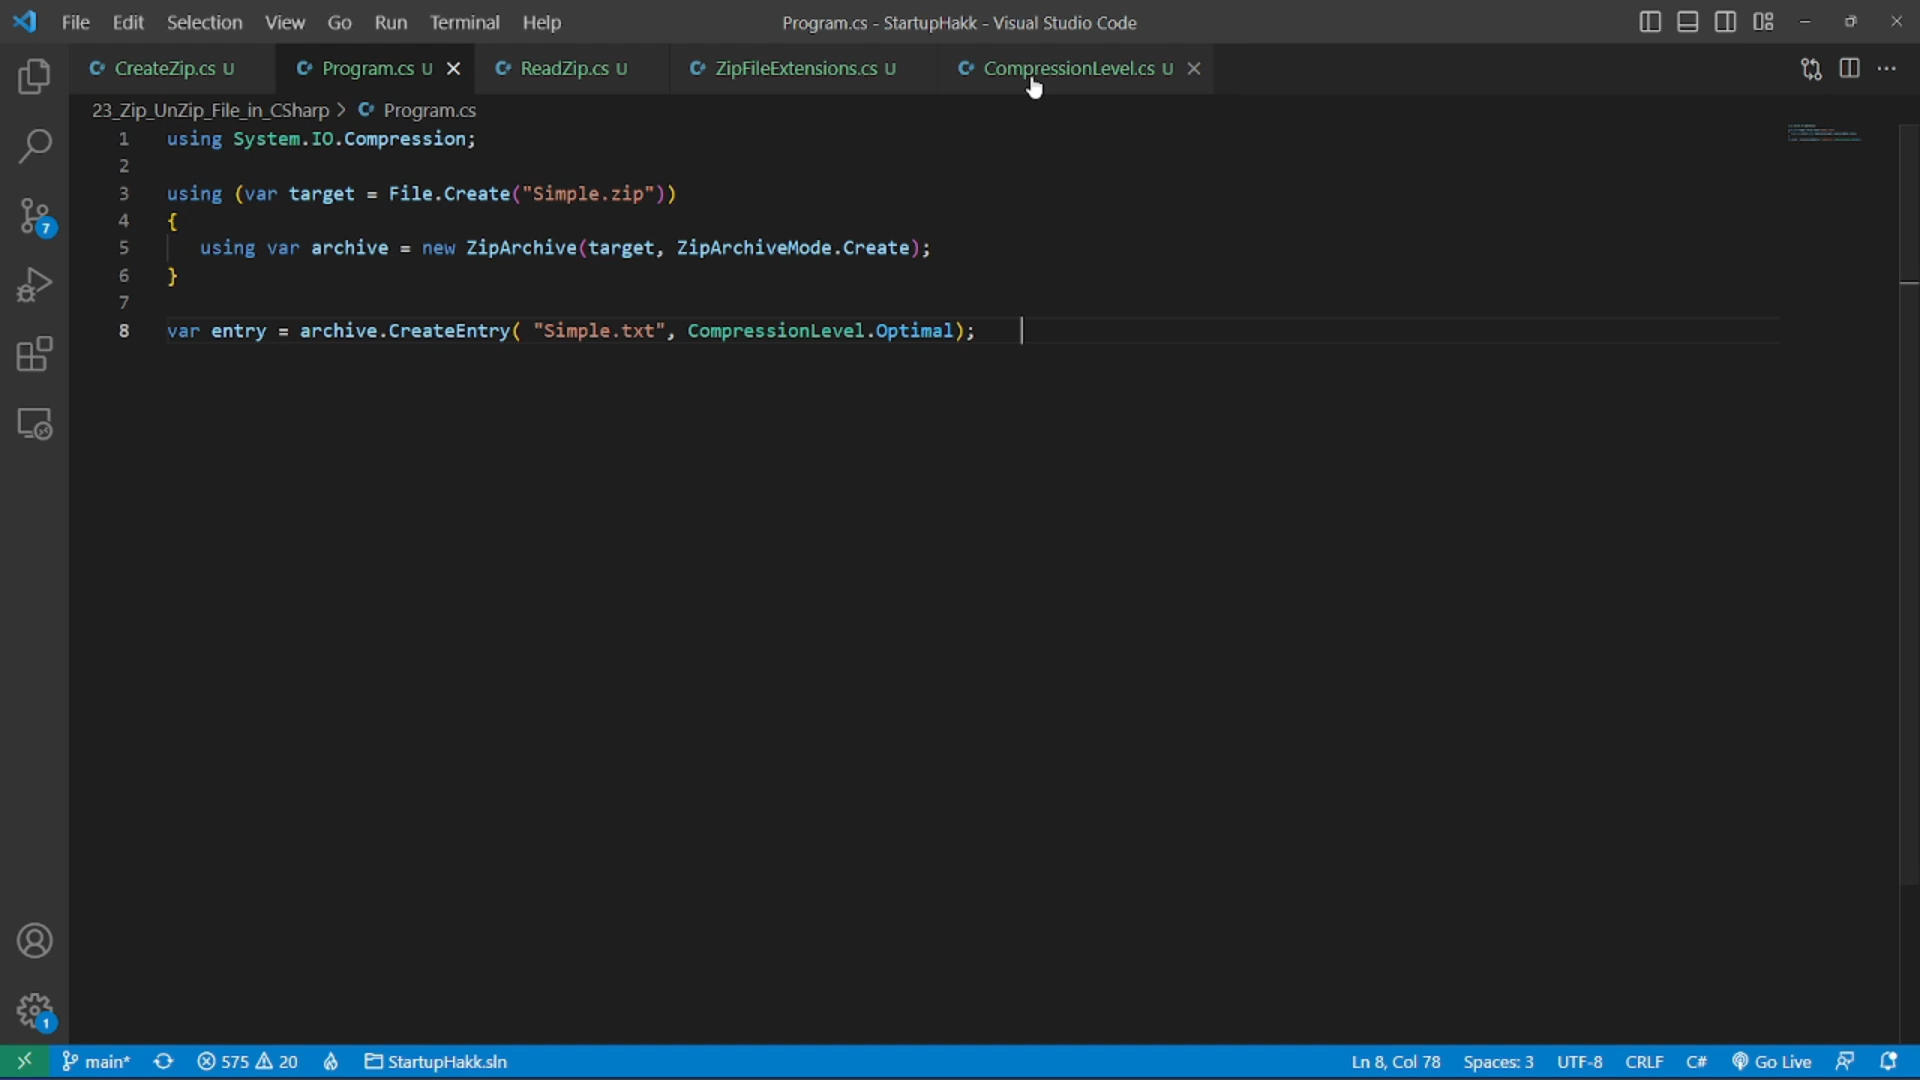 File Edit Selection View Go Run Terminal Help Program.cs - StartupHakk - Visual Studio Code
CreateZip.cs U Program.cs U ReadZip.cs U ZipFileExtensions.cs U CompressionLevel.cs U
23_Zip_UnZip_File_in_CSharp > Program.cs
1 using System.IO.Compression;
2
3 using (var target = File.Create("Simple.zip"))
4 {
5 using var archive = new ZipArchive(target, ZipArchiveMode.Create);
6 }
7
8 var entry = archive.CreateEntry( "Simple.txt", CompressionLevel.Optimal);
7
1
main* 575 20 StartupHakk.sln Ln 8, Col 78 Spaces: 3 UTF-8 CRLF C# Go Live